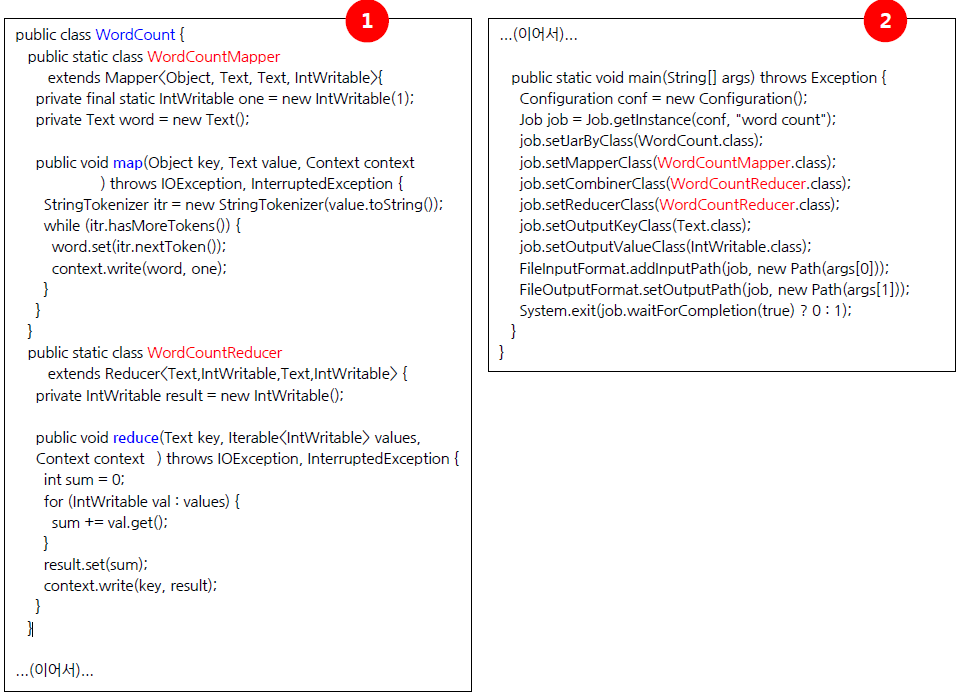 1
public class WordCount {
public static class WordCountMapper
extends Mapper<Object, Text, Text, IntWritable>{
private final static IntWritable one = new IntWritable(1);
private Text word = new Text();
public void map(Object key, Text value, Context context
) throws IOException, InterruptedException {
StringTokenizer itr = new StringTokenizer(value.toString());
while (itr.hasMoreTokens()) {
word.set(itr.nextToken());
context.write(word, one);
}
}
}
public static class WordCountReducer
extends Reducer<Text,IntWritable,Text,IntWritable> {
private IntWritable result = new IntWritable();
public void reduce(Text key, Iterable<IntWritable> values,
Context context ) throws IOException, InterruptedException {
int sum = 0;
for (IntWritable val : values) {
sum += val.get();
}
result.set(sum);
context.write(key, result);
}
}
...(이어서)...
2
...(이어서)...
public static void main(String[] args) throws Exception {
Configuration conf = new Configuration();
Job job = Job.getInstance(conf, "word count");
job.setJarByClass(WordCount.class);
job.setMapperClass(WordCountMapper.class);
job.setCombinerClass(WordCountReducer.class);
job.setReducerClass(WordCountReducer.class);
job.setOutputKeyClass(Text.class);
job.setOutputValueClass(IntWritable.class);
FileInputFormat.addInputPath(job, new Path(args[0]));
FileOutputFormat.setOutputPath(job, new Path(args[1]));
System.exit(job.waitForCompletion(true) ? 0 : 1);
}
}